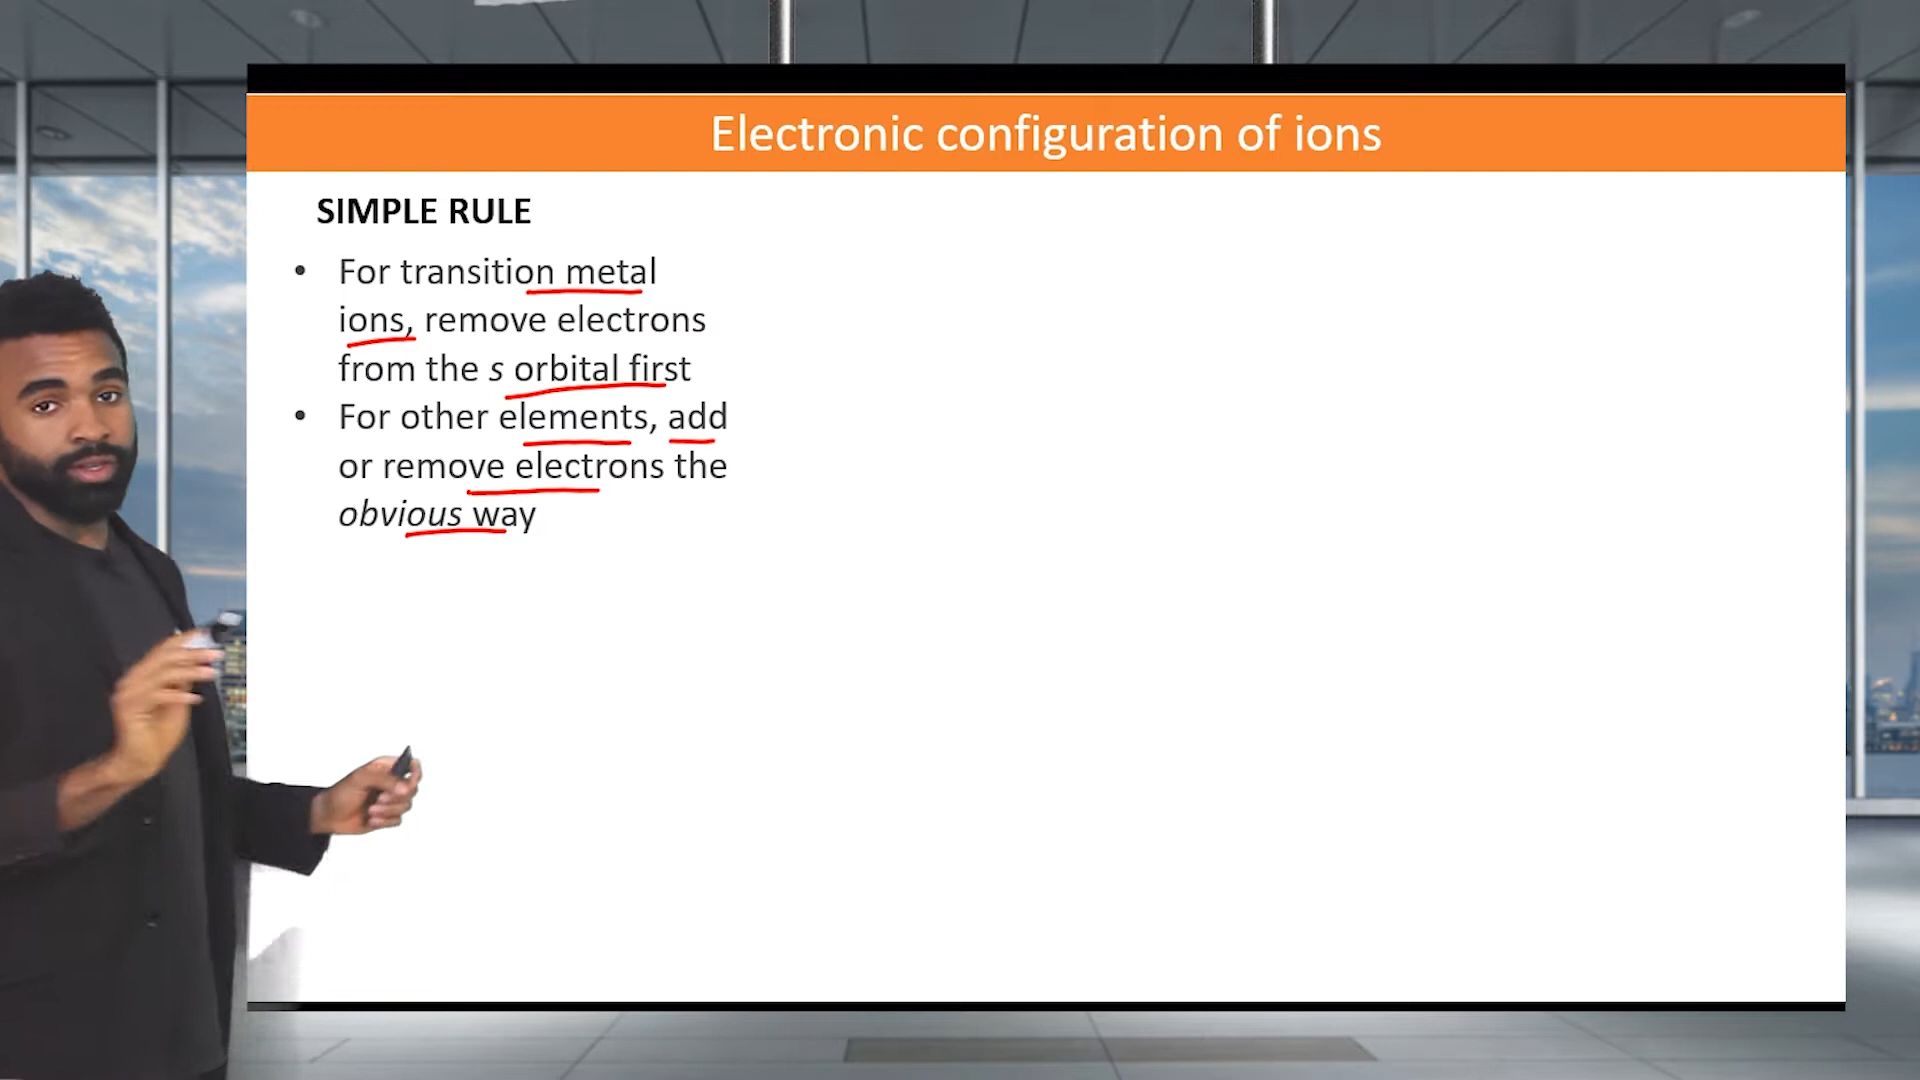 Electronic configuration of ions
SIMPLE RULE
• For transition metal
ions, remove electrons
from the s orbital first
• For other elements, add
or remove electrons the
obvious way